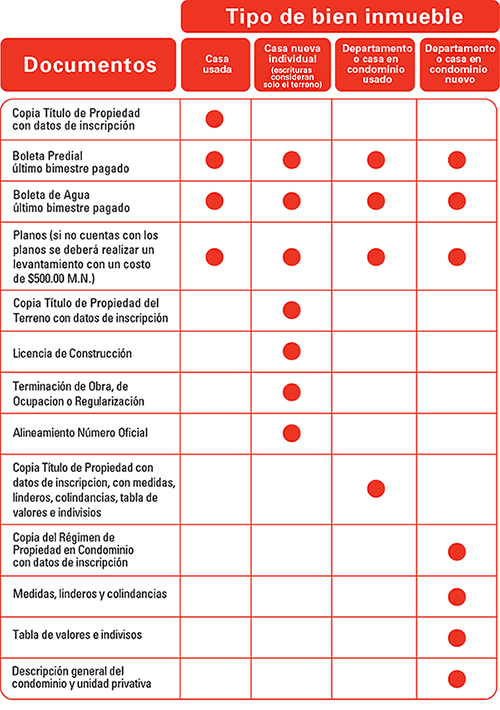 Tipo de bien inmueble
Documentos
Casa
usada
Casa nueva
individual
(escrituras
consideran
solo el terreno)
Departamento
o casa en
condominio
usado
Departamento
o casa en
condominio
nuevo
Copia Título de Propiedad
con datos de inscripción
Boleta Predial
último bimestre pagado
Boleta de Agua
último bimestre pagado
Planos (si no cuentas con los
planos se deberá realizar un
levantamiento con un costo
de $500.00 M.N.)
Copia Título de Propiedad del
Terreno con datos de inscripción
Licencia de Construcción
Terminación de Obra, de
Ocupacion o Regularización
Alineamiento Número Oficial
Copia Título de Propiedad con
datos de inscripcion, con medidas,
linderos, colindancias, tabla de
valores e indivisios
Copia del Régimen de
Propiedad en Condominio
con datos de inscripción
Medidas, linderos y colindancias
Tabla de valores e indivisos
Descripción general del
condominio y unidad privativa